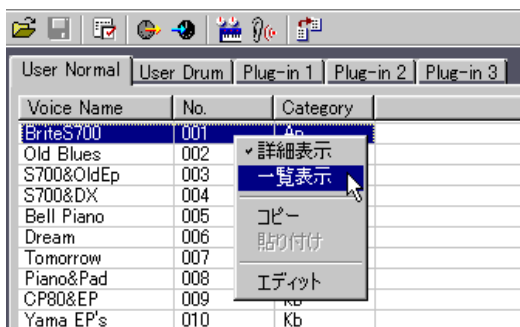 User Normal User Drum Plug-in 1 Plug-in 2 Plug-in 3
Voice Name No. Category
BriteS700 001 Ap
Old Blues 002
S700&OldEp 003
S700&DX 004
Bell Piano 005
Dream 006
Tomorrow 007
Piano&Pad 008
CP80&EP 009 Kb
Yama EP's 010 Kb
詳細表示
一覧表示
コピー
貼り付け
エディット